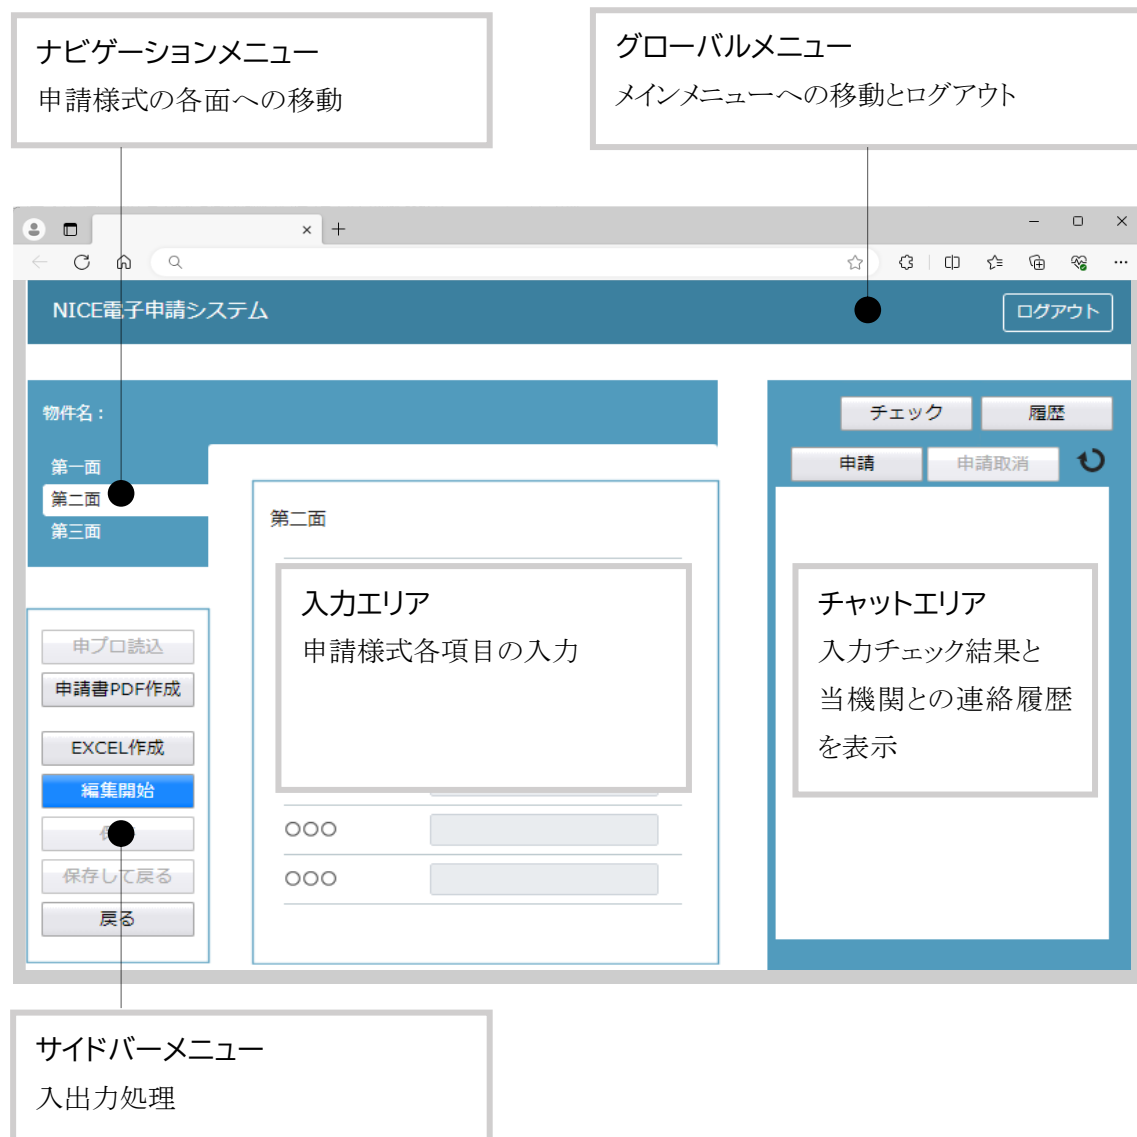 ナビゲーションメニュー
申請様式の各面への移動
グローバルメニュー
メインメニューへの移動とログアウト
NICE電子申請システム
ログアウト
物件名：
チェック
履歴
申請
申請取消
第一面
第二面
第三面
第二面
入力エリア
申請様式各項目の入力
チャットエリア
入力チェック結果と
当機関との連絡履歴
を表示
申プロ読込
申請書PDF作成
EXCEL作成
編集開始
保存して戻る
戻る
○○○
○○○
サイドバーメニュー
入出力処理